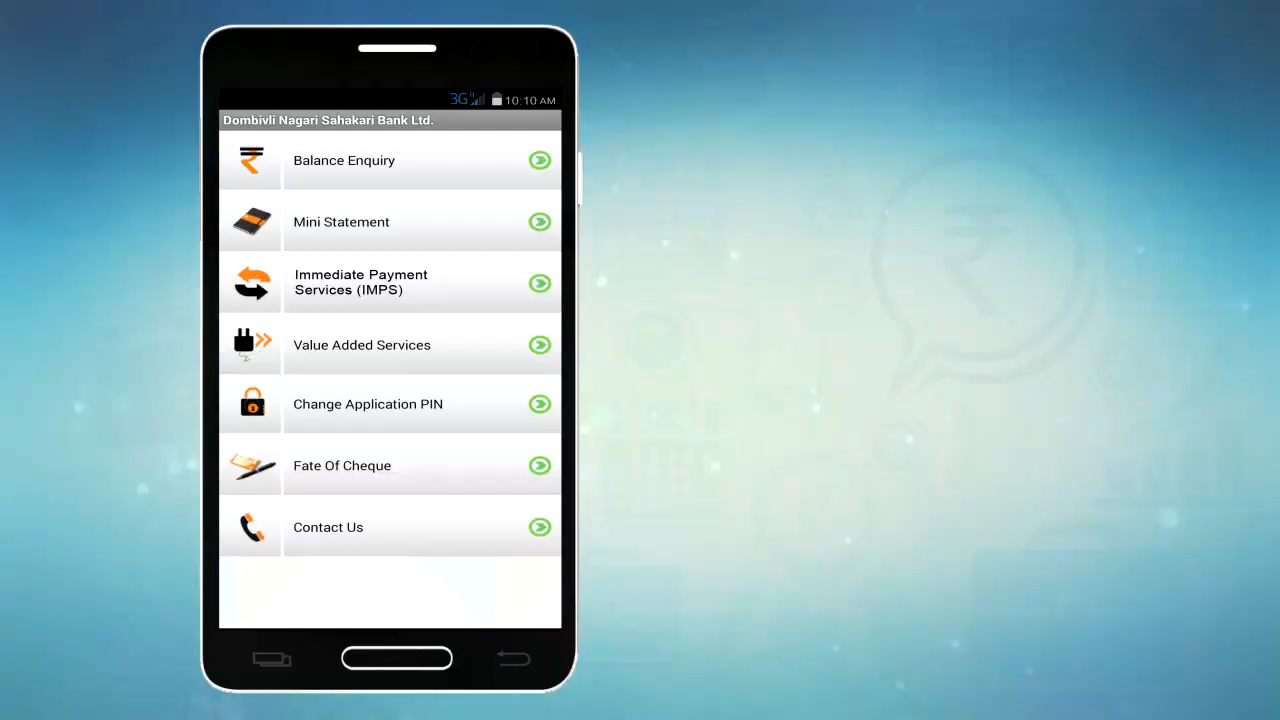 3G 10:10 AM
Dombivli Nagari Sahakari Bank Ltd.
Balance Enquiry
Mini Statement
Immediate Payment
Services (IMPS)
Value Added Services
Change Application PIN
Fate Of Cheque
Contact Us